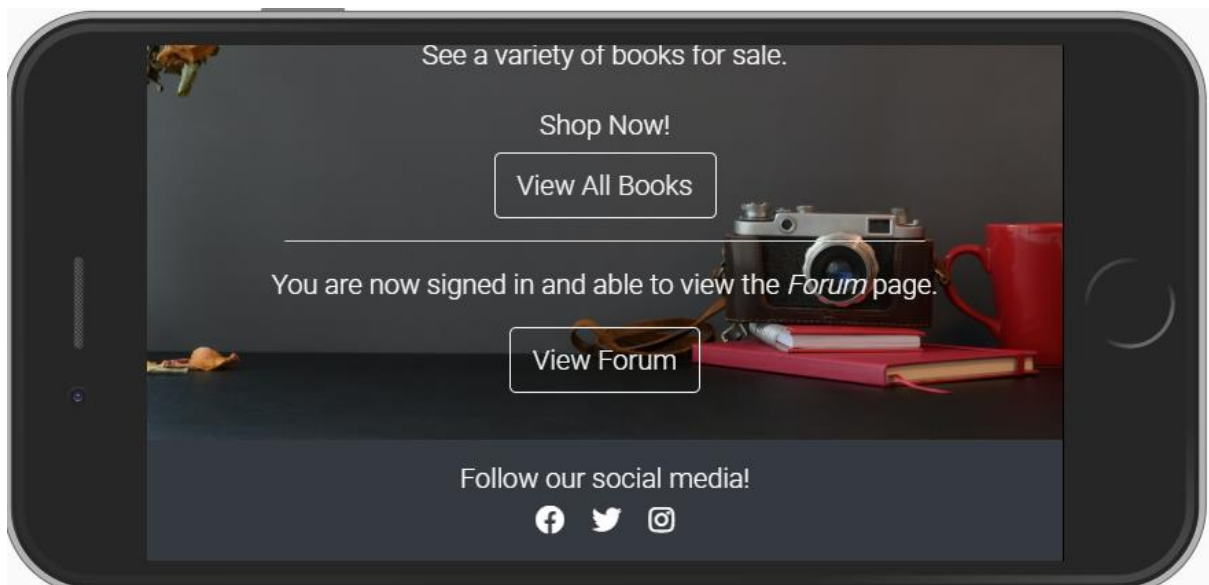 See a variety of books for sale.
Shop Now!
View All Books
You are now signed in and able to view the Forum page.
View Forum
Follow our social media!